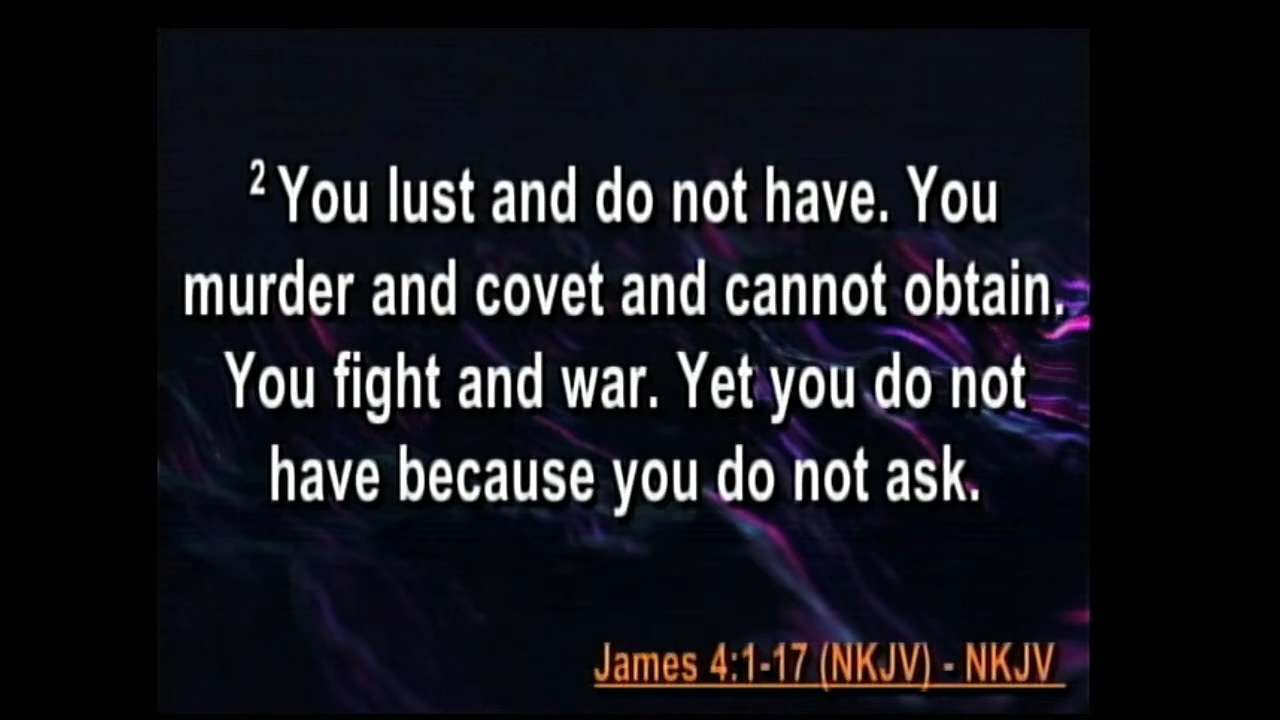 2 You lust and do not have. You
murder and covet and cannot obtain.
You fight and war. Yet you do not
have because you do not ask.
James 4:1-17 (NKJV) - NKJV